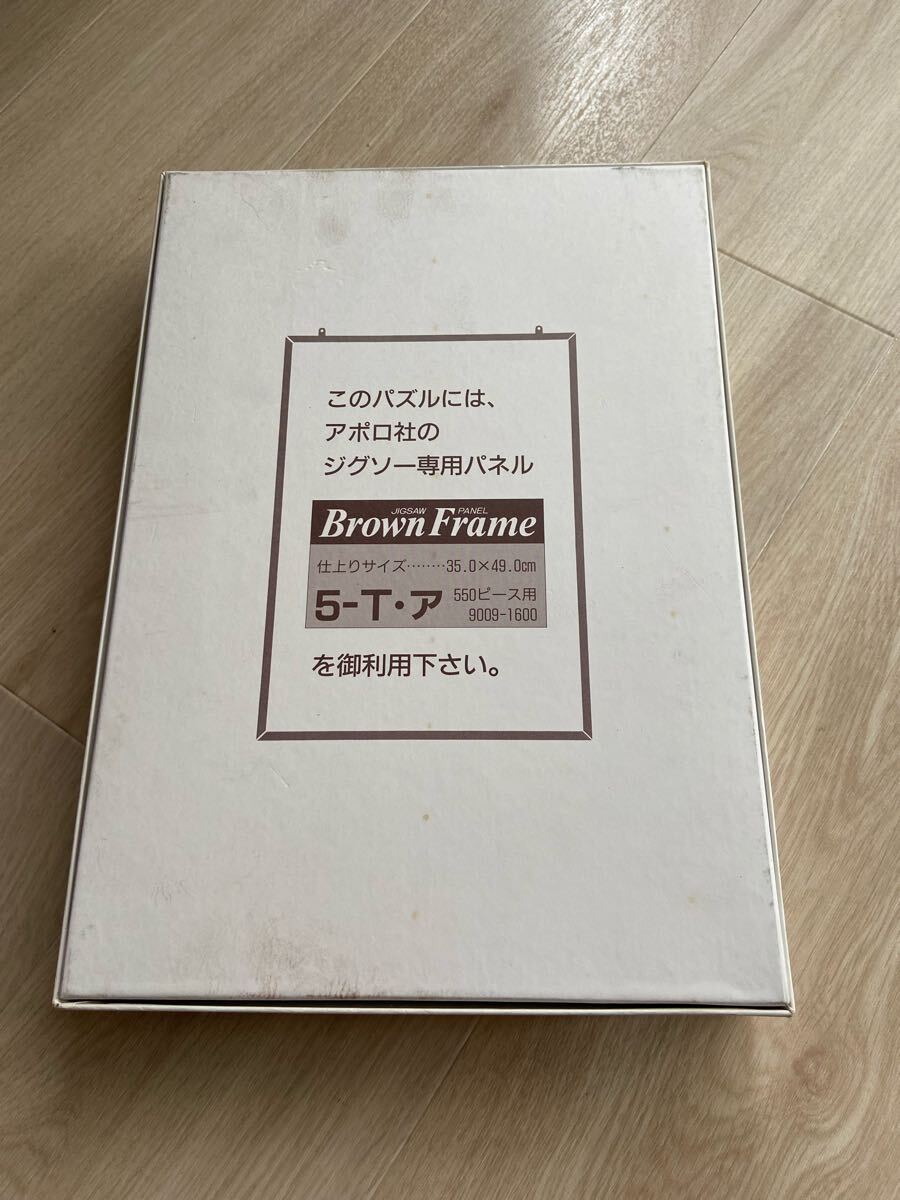 このパズルには、
アポロ社の
ジグソー専用パネル
JIGSAW PANEL
Brown Frame
仕上りサイズ………35.0×49.0cm
5-T・ア 550ピース用
9009-1600
を御利用下さい。